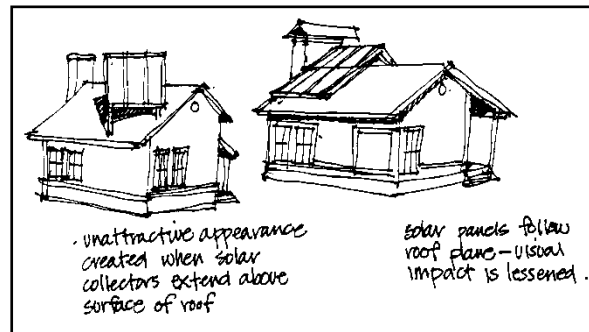 . unattractive appearance
created when solar
collectors extend above
surface of roof
solar panels follow
roof plane - visual
impact is lessened .